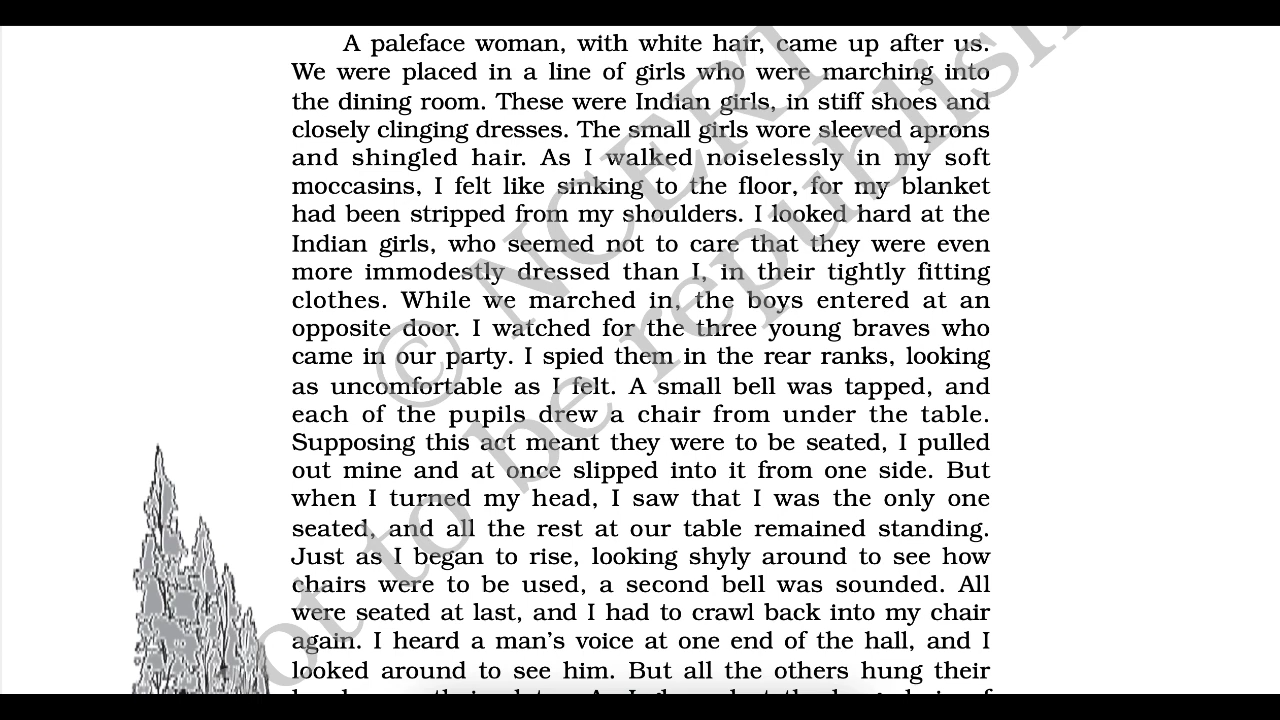 A paleface woman, with white hair, came up after us.
We were placed in a line of girls who were marching into
the dining room. These were Indian girls, in stiff shoes and
closely clinging dresses. The small girls wore sleeved aprons
and shingled hair. As I walked noiselessly in my soft
moccasins, I felt like sinking to the floor, for my blanket
had been stripped from my shoulders. I looked hard at the
Indian girls, who seemed not to care that they were even
more immodestly dressed than I, in their tightly fitting
clothes. While we marched in, the boys entered at an
opposite door. I watched for the three young braves who
came in our party. I spied them in the rear ranks, looking
as uncomfortable as I felt. A small bell was tapped, and
each of the pupils drew a chair from under the table.
Supposing this act meant they were to be seated, I pulled
out mine and at once slipped into it from one side. But
when I turned my head, I saw that I was the only one
seated, and all the rest at our table remained standing.
Just as I began to rise, looking shyly around to see how
chairs were to be used, a second bell was sounded. All
were seated at last, and I had to crawl back into my chair
again. I heard a man’s voice at one end of the hall, and I
looked around to see him. But all the others hung their
© NCERT
not to be republish